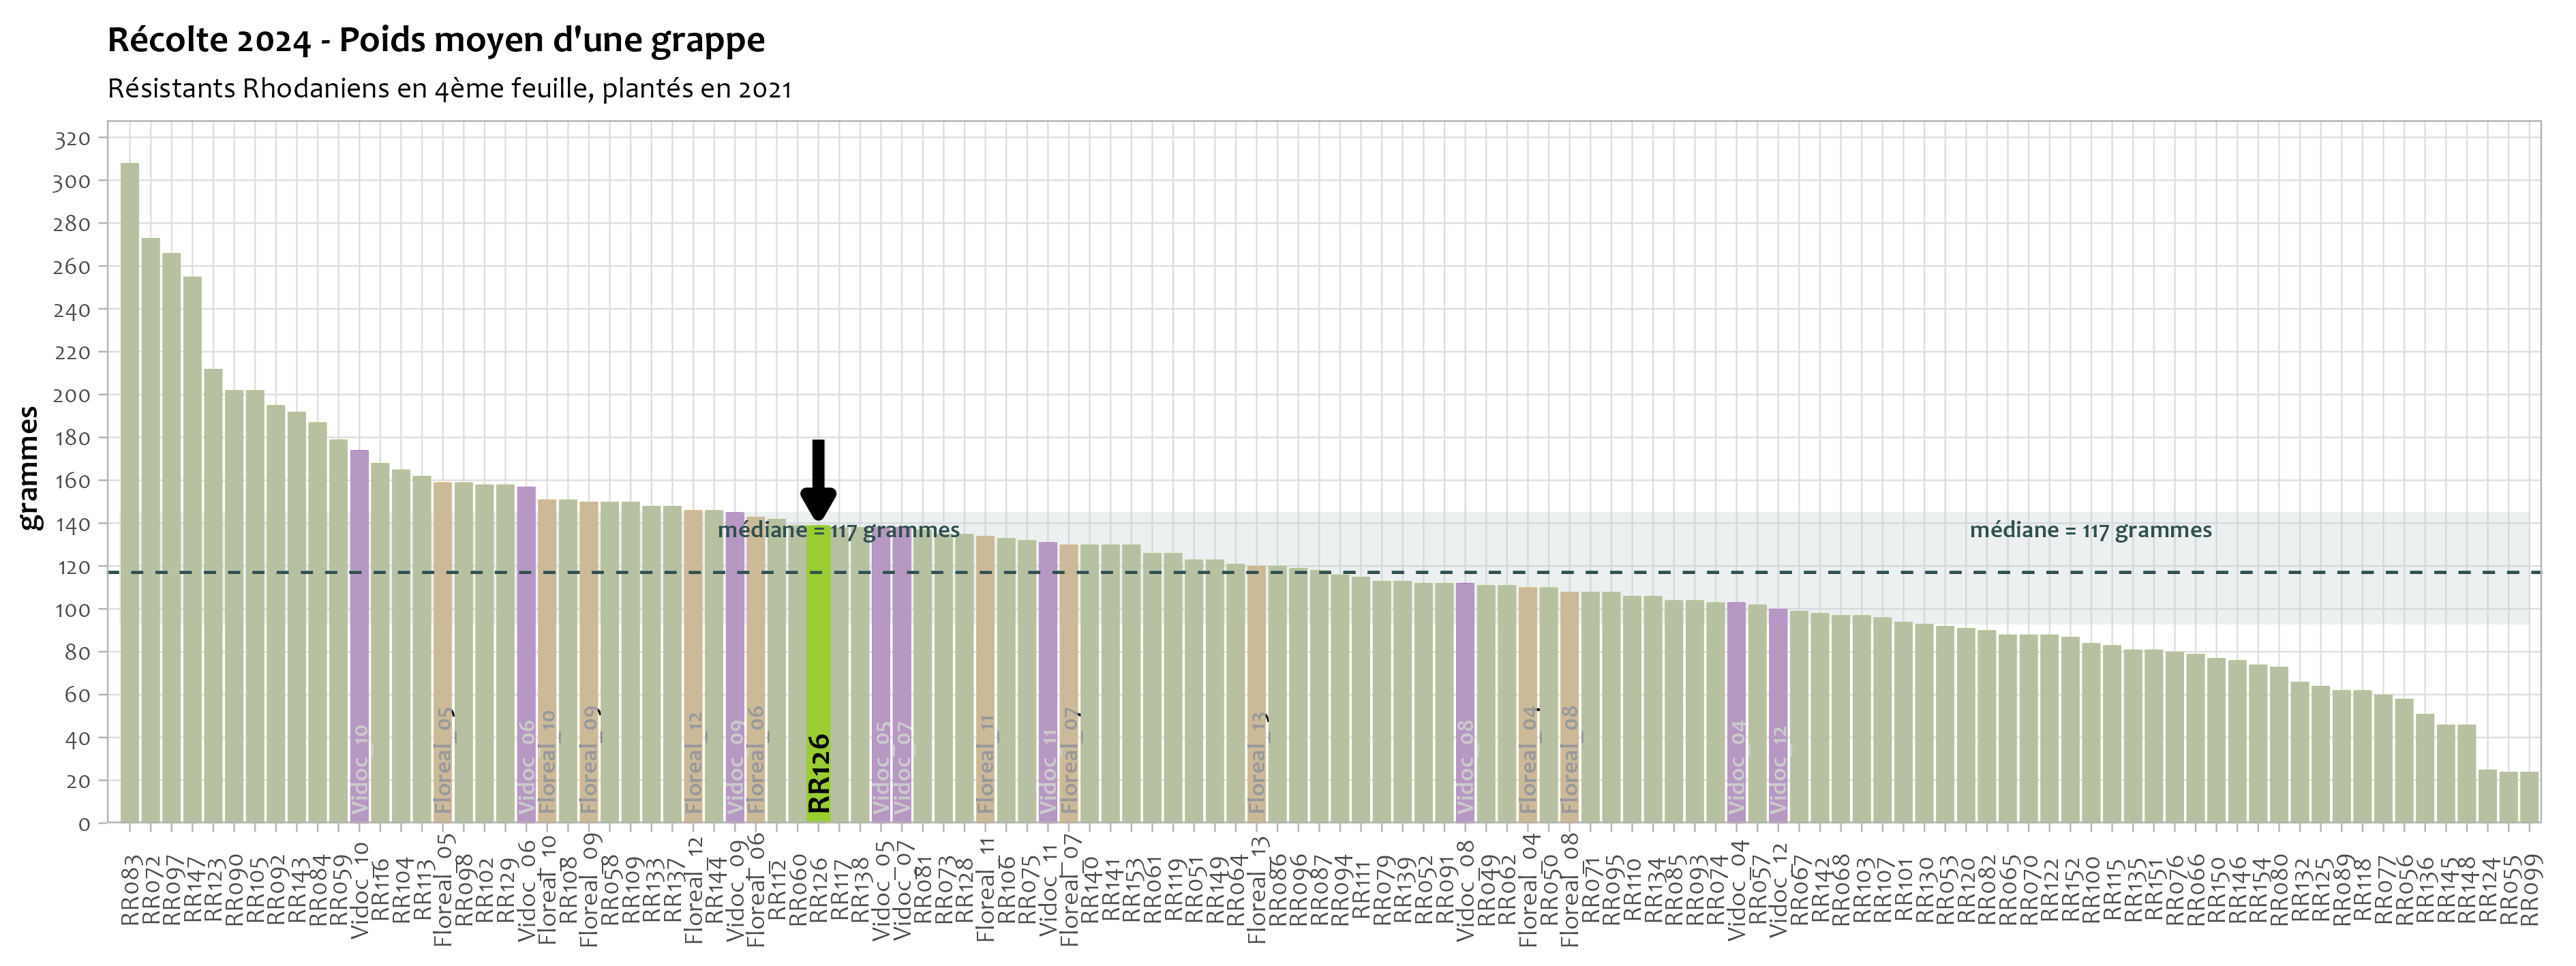 Récolte 2024 - Poids moyen d'une grappe
Résistants Rhodaniens en 4ème feuille, plantés en 2021
grammes
320
300
280
260
240
220
200
180
160
140
120
100
80
60
40
20
0
médiane = 117 grammes
médiane = 117 grammes
Vidoc_10
Floreal_05
Vidoc_06
Floreal_10
Floreal_09
Floreal_12
Vidoc_09
Floreal_06
RR126
Vidoc_05
Vidoc_07
Floreal_11
Vidoc_11
Floreal_07
Floreal_13
Vidoc_08
Floreal_04
Floreal_08
Vidoc_04
Vidoc_12
RR083
RR072
RR097
RR147
RR123
RR090
RR105
RR092
RR143
RR084
RR059
Vidoc_10
RR116
RR104
RR113
Floreal_05
RR098
RR102
RR129
Vidoc_06
Floreal_10
RR108
Floreal_09
RR058
RR109
RR133
RR137
Floreal_12
RR144
Vidoc_09
Floreal_06
RR112
RR060
RR126
RR117
RR138
Vidoc_05
Vidoc_07
RR081
RR073
RR128
Floreal_11
RR106
RR075
Vidoc_11
Floreal_07
RR140
RR141
RR153
RR061
RR119
RR051
RR149
RR064
Floreal_13
RR086
RR096
RR087
RR094
RR111
RR079
RR139
RR052
RR091
Vidoc_08
RR049
RR062
Floreal_04
RR050
Floreal_08
RR071
RR095
RR110
RR134
RR085
RR093
RR074
Vidoc_04
RR057
Vidoc_12
RR067
RR142
RR068
RR103
RR107
RR101
RR130
RR053
RR120
RR082
RR065
RR070
RR122
RR152
RR100
RR115
RR135
RR151
RR076
RR066
RR150
RR146
RR154
RR080
RR132
RR125
RR089
RR118
RR077
RR056
RR136
RR145
RR148
RR124
RR055
RR099